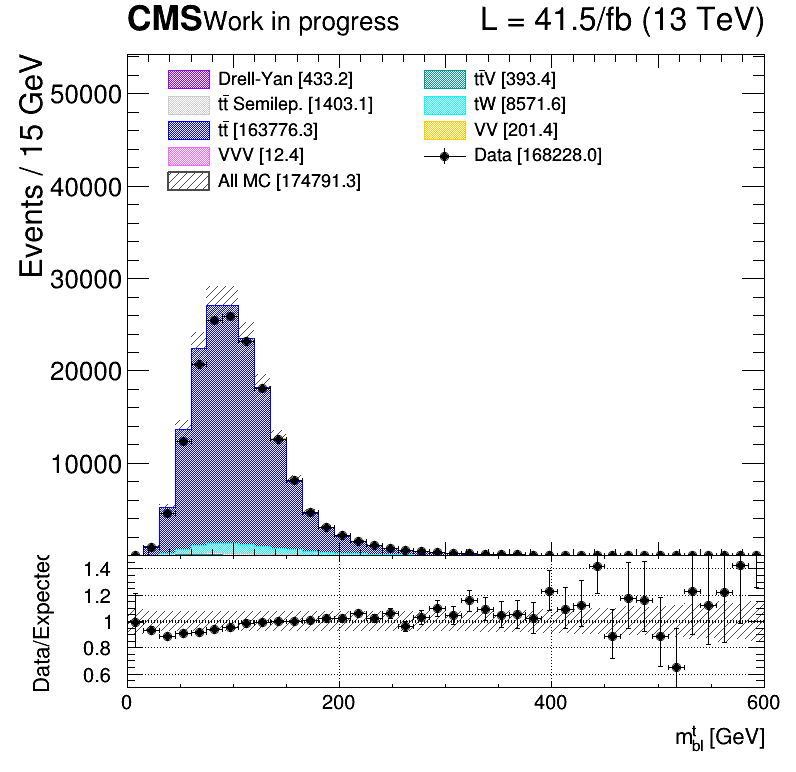 CMS Work in progress L = 41.5/fb (13 TeV)
Events / 15 GeV
50000
40000
30000
20000
10000
Drell-Yan [433.2]
tt̄ Semilep. [1403.1]
tt̄ [163776.3]
VVV [12.4]
All MC [174791.3]
tt̄V [393.4]
tW [8571.6]
VV [201.4]
Data [168228.0]
Data/Expected
1.4
1.2
1
0.8
0.6
0 200 400 600
m^t_bl [GeV]